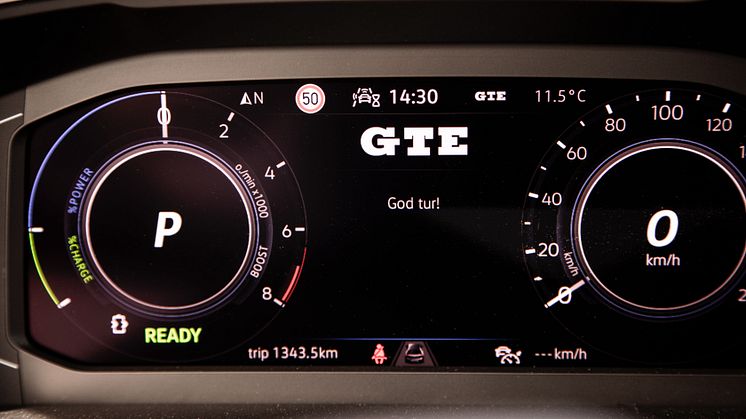 N 50 14:30 GTE 11.5°C
GTE
God tur!
0
2
4
6
8
o/min x1000
BOOST
%POWER
%CHARGE
P
READY
trip 1343.5km
---km/h
0
20
40
60
80
100
120
0
km/h
km/h